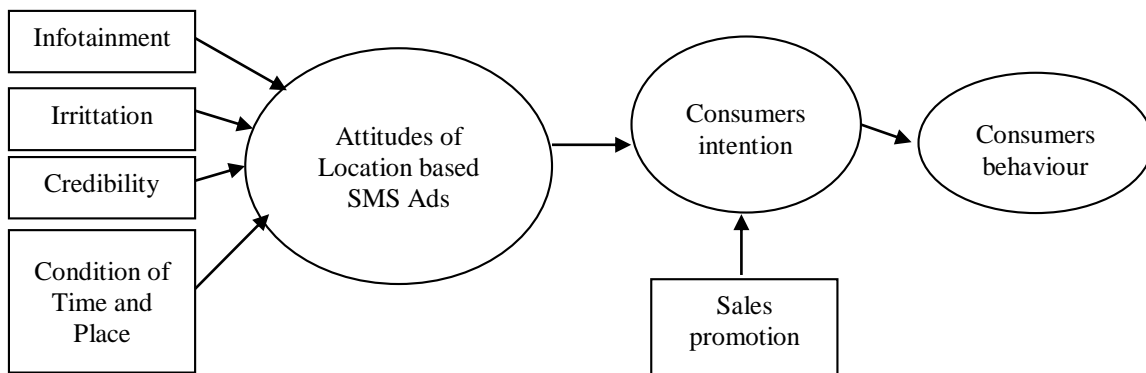 Infotainment
Irrittation
Credibility
Condition of
Time and
Place
Attitudes of
Location based
SMS Ads
Consumers
intention
Sales
promotion
Consumers
behaviour